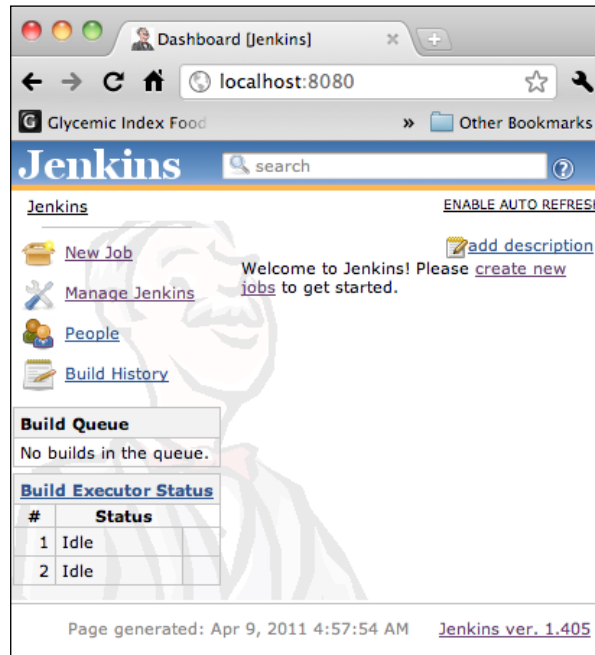 Dashboard [Jenkins]
localhost:8080
Glycemic Index Food
» Other Bookmarks
Jenkins
search
?
Jenkins
ENABLE AUTO REFRESH
New Job
Manage Jenkins
People
Build History
add description
Welcome to Jenkins! Please create new
jobs to get started.
Build Queue
No builds in the queue.
Build Executor Status
# Status
1 Idle
2 Idle
Page generated: Apr 9, 2011 4:57:54 AM Jenkins ver. 1.405